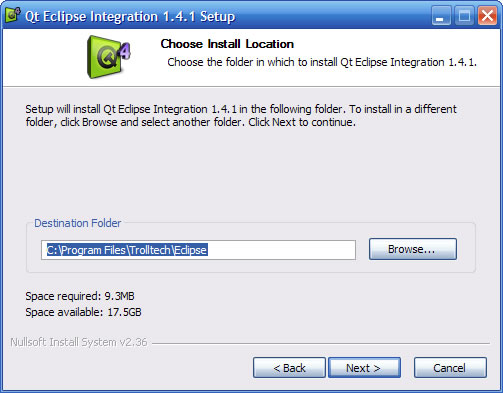 Qt Eclipse Integration 1.4.1 Setup
4
Choose Install Location
Choose the folder in which to install Qt Eclipse Integration 1.4.1.
Setup will install Qt Eclipse Integration 1.4.1 in the following folder. To install in a different
folder, click Browse and select another folder. Click Next to continue.
Destination Folder
C:\Program Files\Trolltech\Eclipse
Browse...
Space required: 9.3MB
Space available: 17.5GB
Nullsoft Install System v2.36
< Back
Next >
Cancel